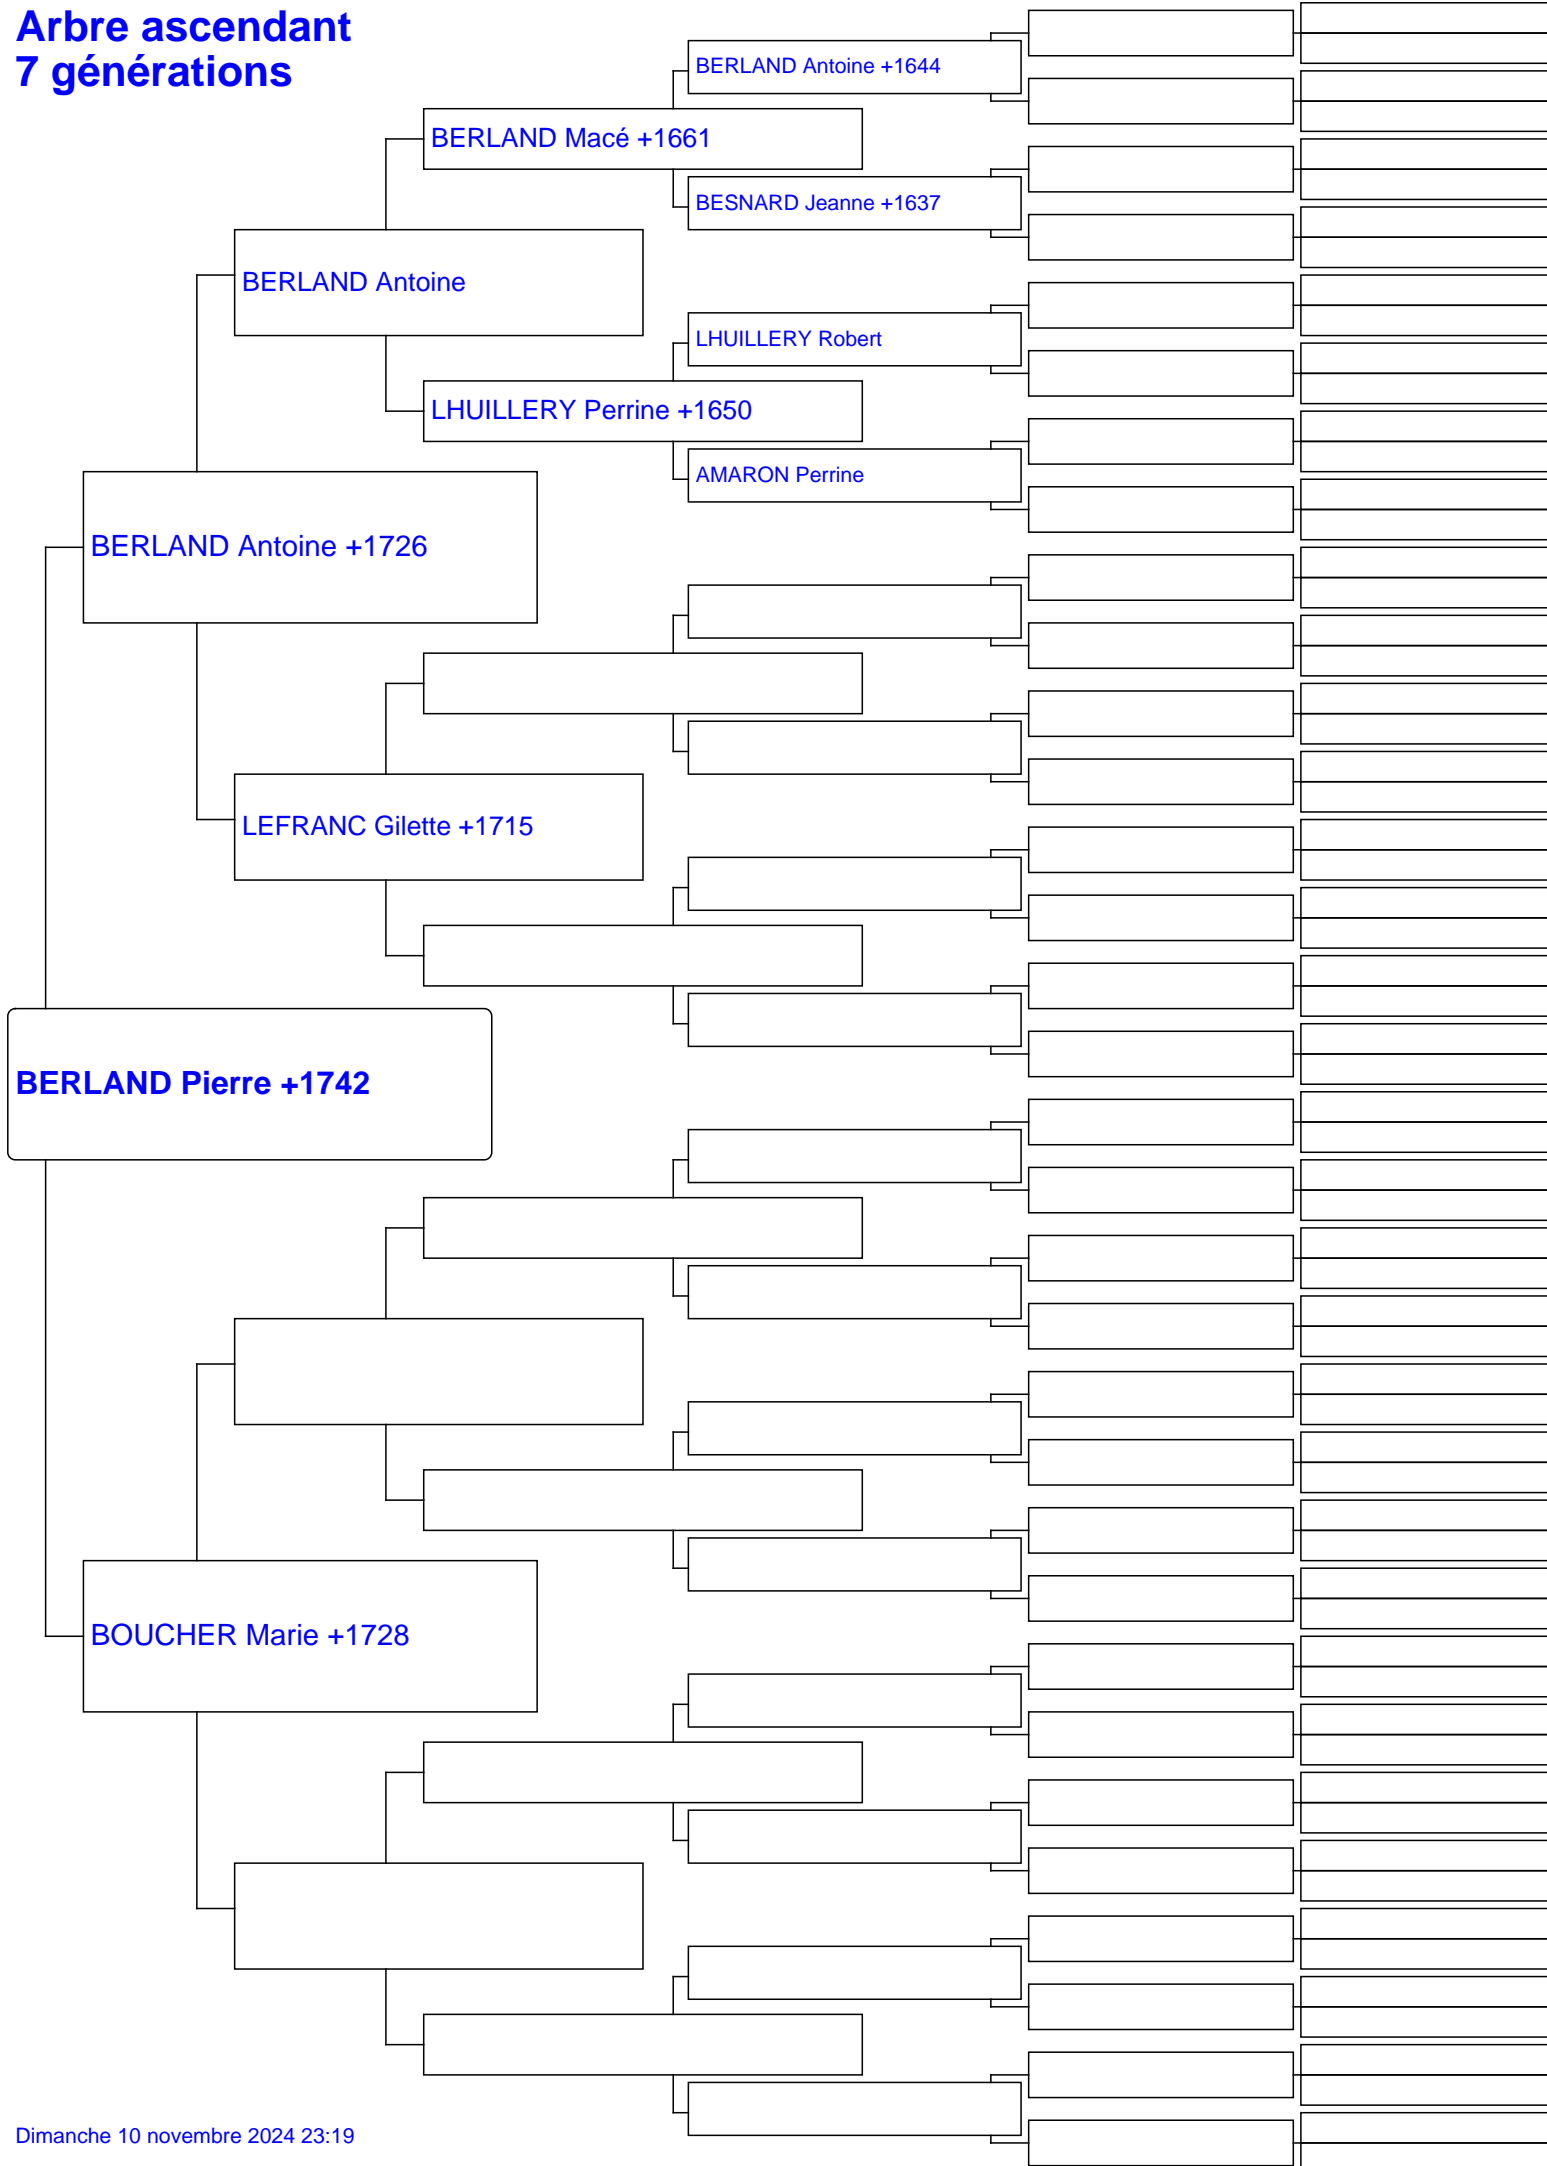 Arbre ascendant
7 générations
BERLAND Antoine +1644
BERLAND Macé +1661
BESNARD Jeanne +1637
BERLAND Antoine
LHUILLERY Robert
LHUILLERY Perrine +1650
AMARON Perrine
BERLAND Antoine +1726
LEFRANC Gilette +1715
BERLAND Pierre +1742
BOUCHER Marie +1728
Dimanche 10 novembre 2024 23:19